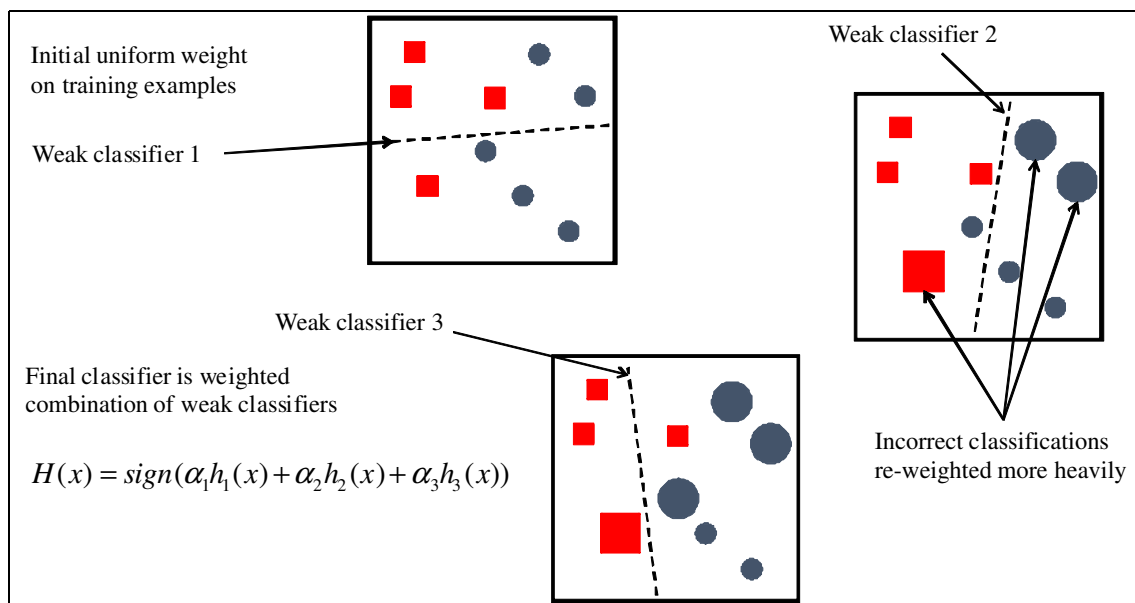 Initial uniform weight
on training examples
Weak classifier 1
Weak classifier 2
Incorrect classifications
re-weighted more heavily
Weak classifier 3
Final classifier is weighted
combination of weak classifiers
H(x) = sign(α₁h₁(x) + α₂h₂(x) + α₃h₃(x))